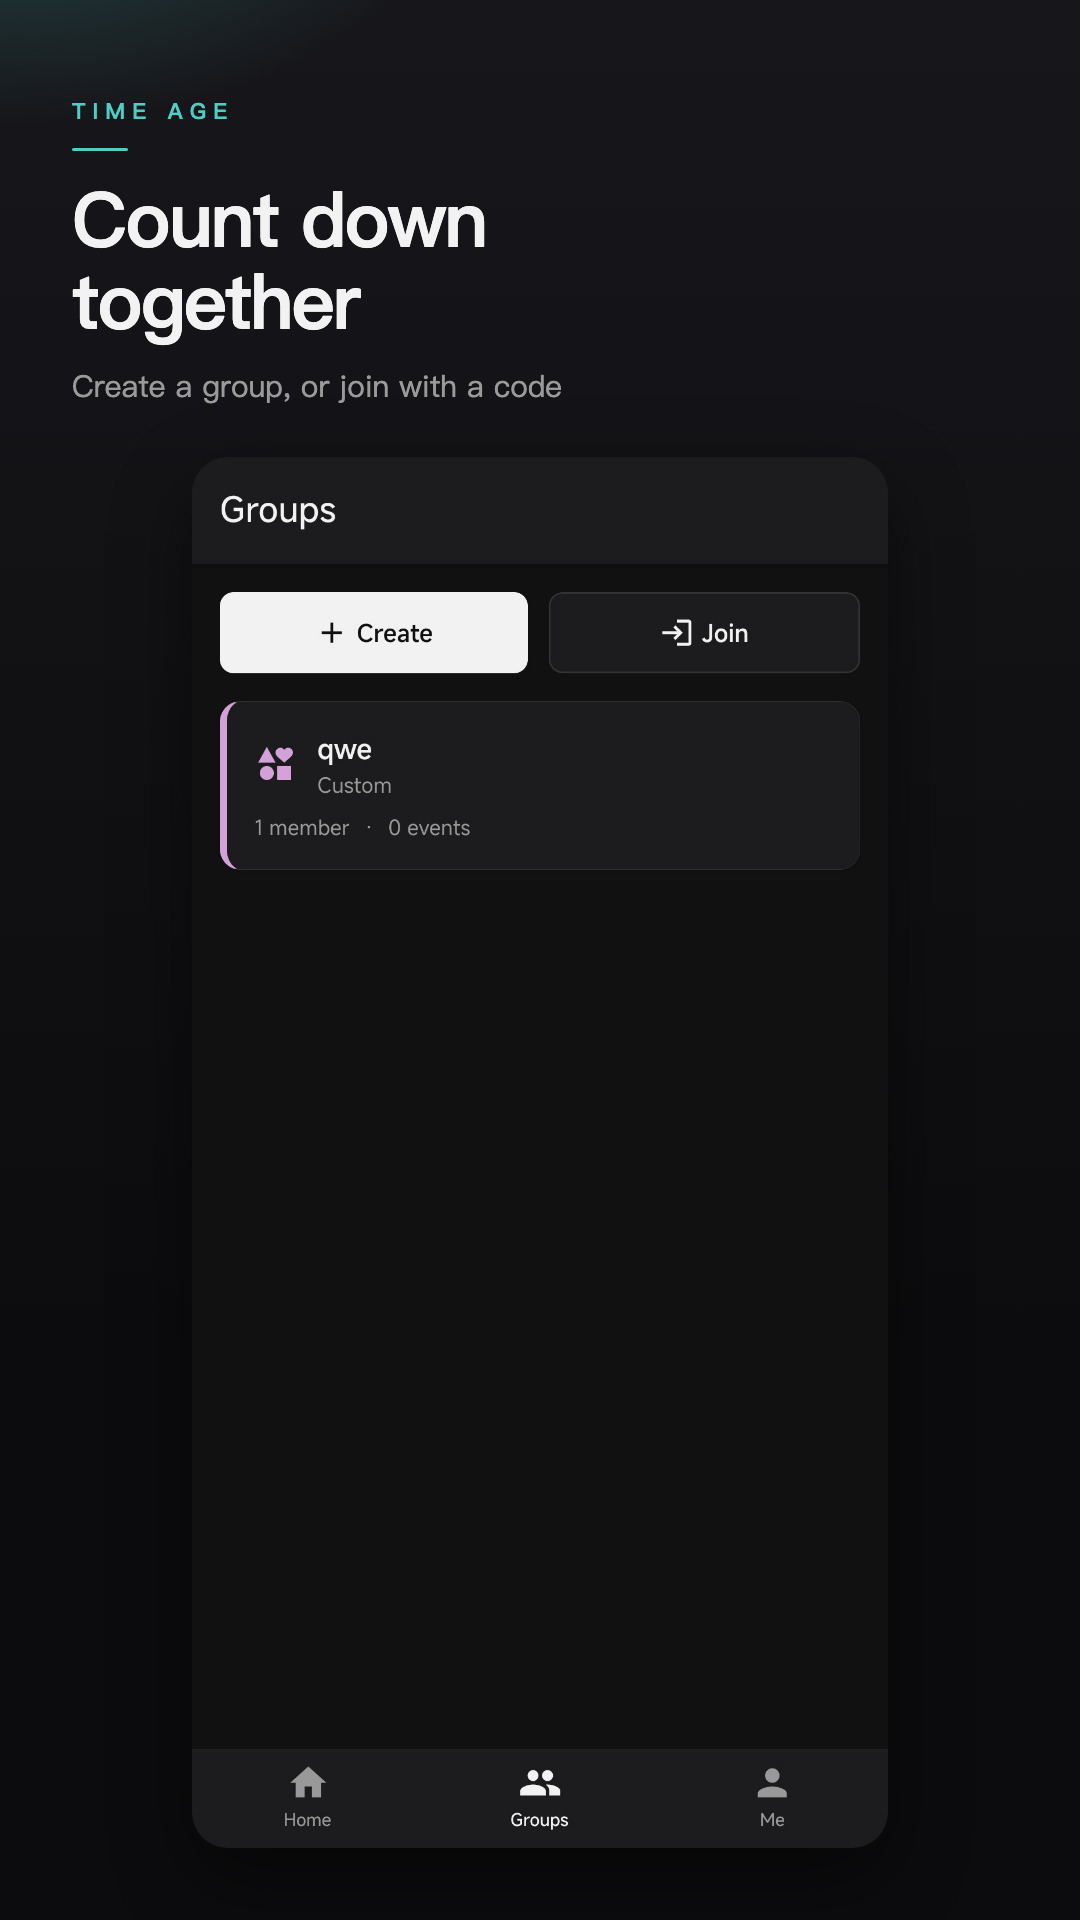 TIME AGE
Count down
together
Create a group, or join with a code
Groups
Create
Join
qwe
Custom
1 member · 0 events
Home
Groups
Me